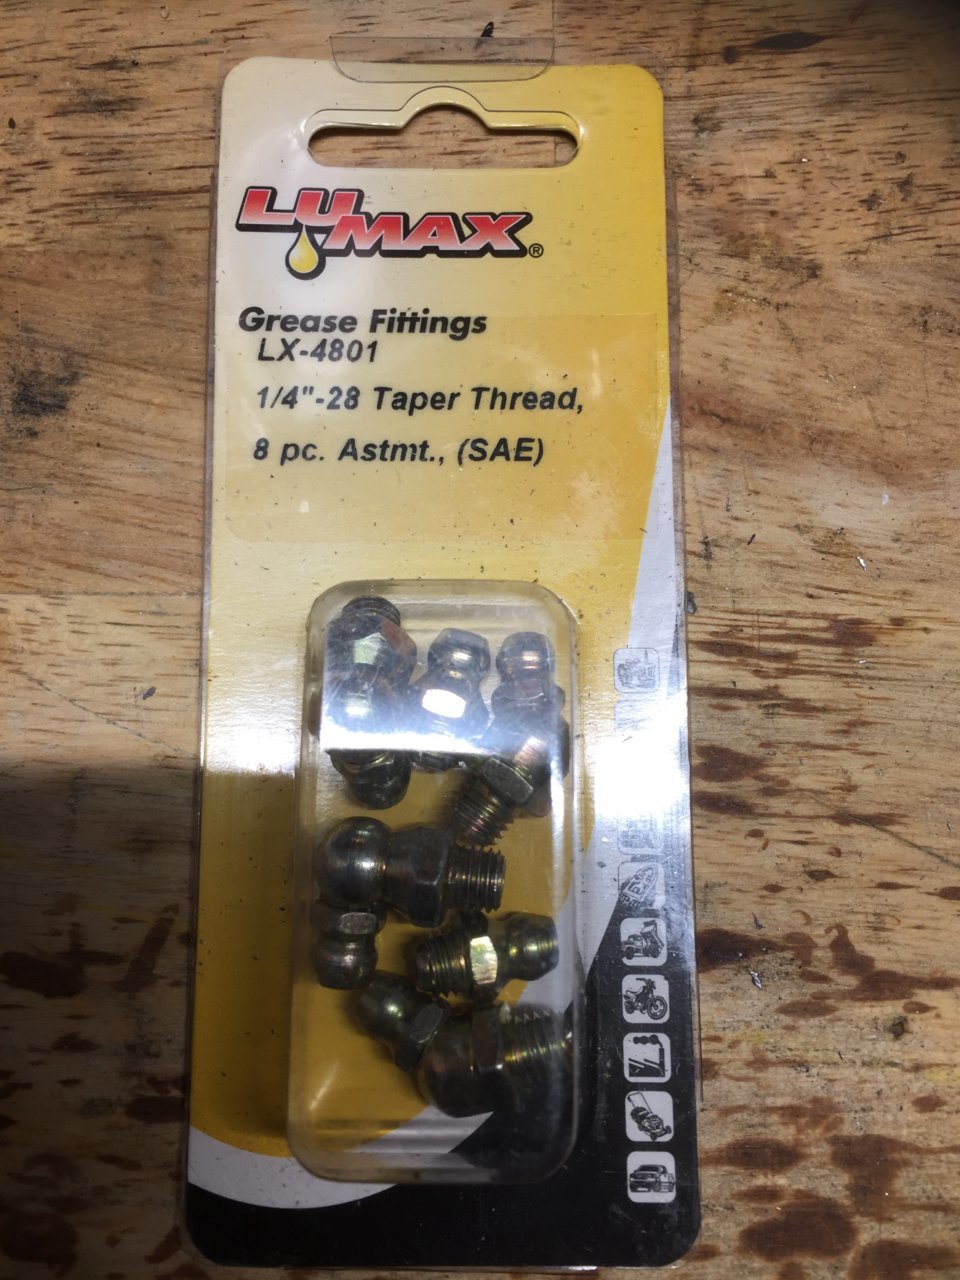 LUMAX®
Grease Fittings
LX-4801
1/4"-28 Taper Thread,
8 pc. Astmt., (SAE)